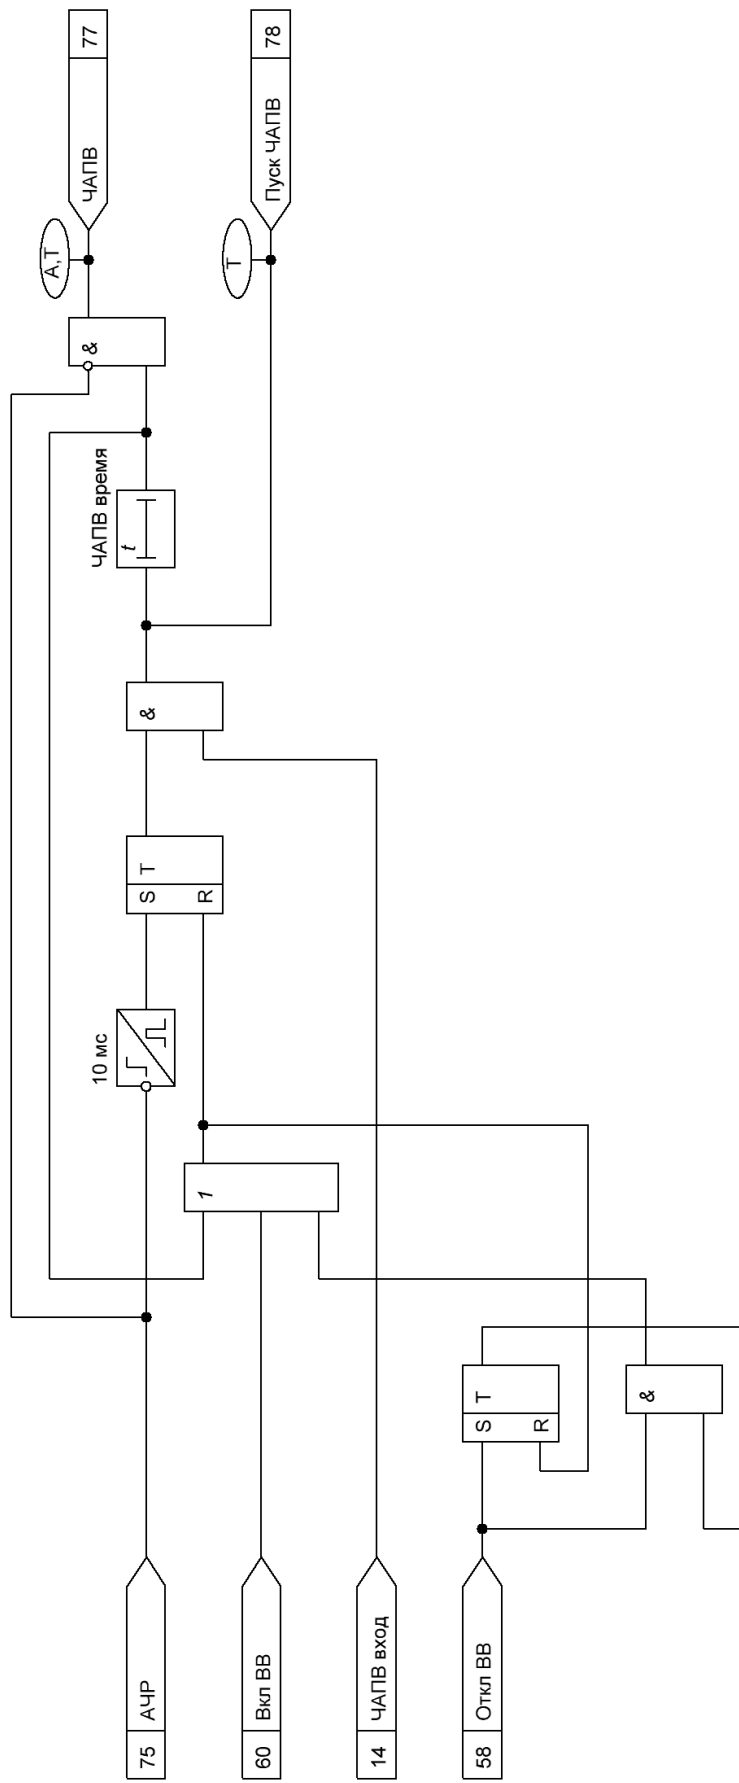 75 АЧР
60 Вкл ВВ
14 ЧАПВ вход
58 Откл ВВ
1
10 мс
S T
R
S T
R
&
&
ЧАПВ время
t
&
А,Т
Т
ЧАПВ 77
Пуск ЧАПВ 78